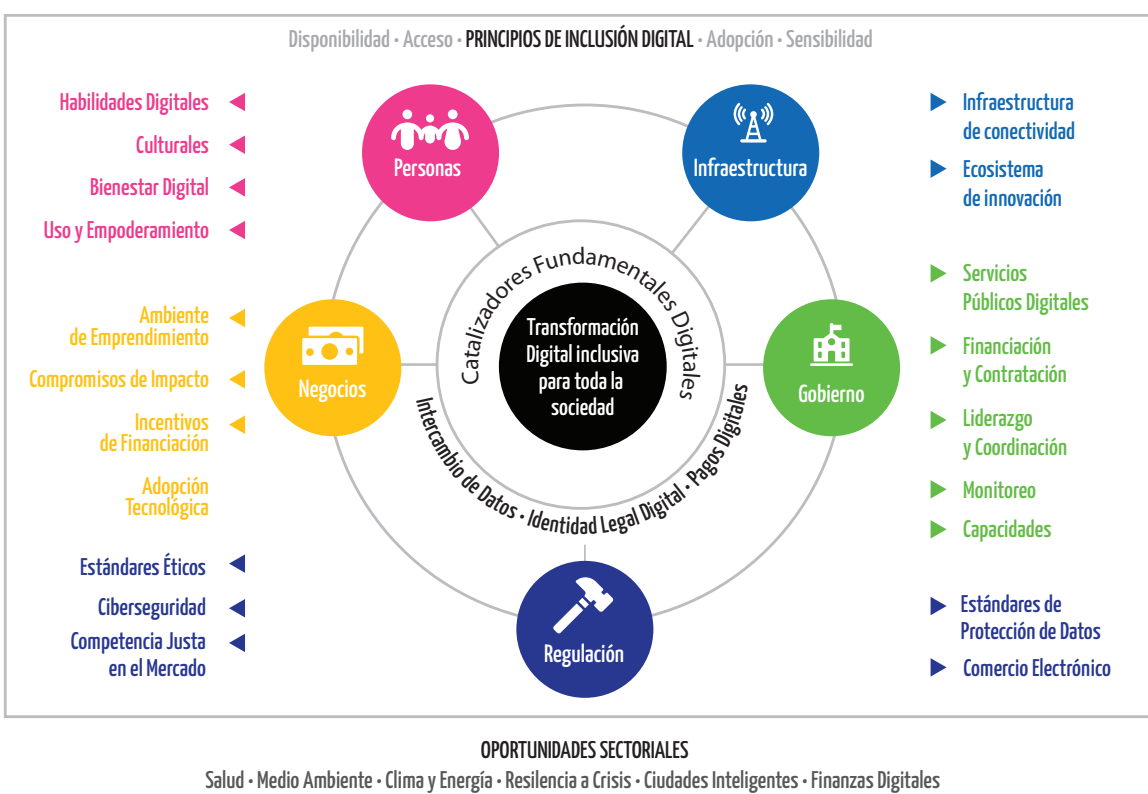 Disponibilidad · Acceso · PRINCIPIOS DE INCLUSIÓN DIGITAL · Adopción · Sensibilidad
Habilidades Digitales
Culturales
Bienestar Digital
Uso y Empoderamiento
Personas
Infraestructura
Infraestructura
de conectividad
Ecosistema
de innovación
Ambiente
de Emprendimiento
Compromisos de Impacto
Incentivos
de Financiación
Adopción
Tecnológica
Negocios
Catalizadores Fundamentales Digitales
Transformación
Digital inclusiva
para toda la
sociedad
Intercambio de Datos · Identidad Legal Digital · Pagos Digitales
Gobierno
Servicios
Públicos Digitales
Financiación
y Contratación
Liderazgo
y Coordinación
Monitoreo
Capacidades
Estándares Éticos
Ciberseguridad
Competencia Justa
en el Mercado
Regulación
Estándares de
Protección de Datos
Comercio Electrónico
OPORTUNIDADES SECTORIALES
Salud · Medio Ambiente · Clima y Energía · Resilencia a Crisis · Ciudades Inteligentes · Finanzas Digitales